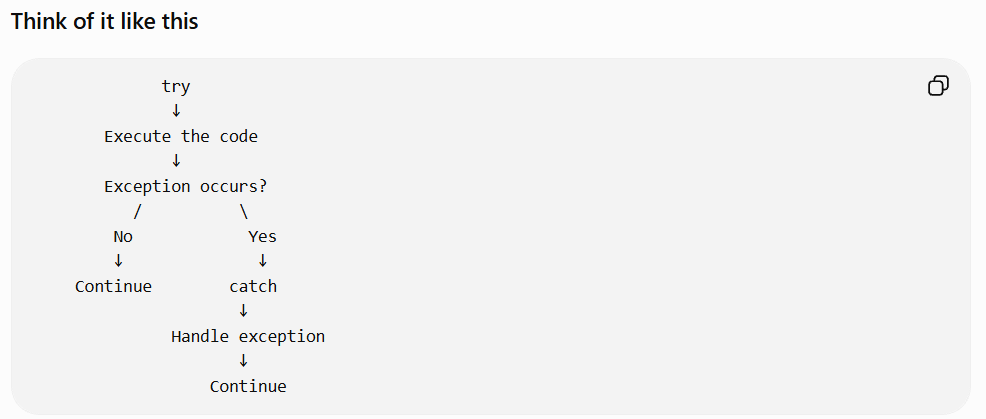 Think of it like this
try
↓
Execute the code
↓
Exception occurs?
/ \
No Yes
↓ ↓
Continue catch
↓
Handle exception
↓
Continue